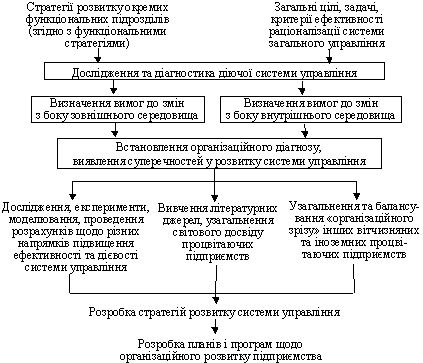 Стратегії розвитку окремих
функціональних підрозділів
(згідно з функціональними
стратегіями)
Загальні цілі, задачі,
критерії ефективності
раціоналізації системи
загального управління
Дослідження та діагностика діючої системи управління
Визначення вимог до змін
з боку зовнішнього середовища
Визначення вимог до змін
з боку внутрішнього середовища
Встановлення організаційного діагнозу,
виявлення суперечностей у розвитку системи управління
Дослідження, експерименти,
моделювання, проведення
розрахунків щодо різних
напрямків підвищення
ефективності та дієвості
системи управління
Вивчення літературних
джерел, узагальнення
світового досвіду
процвітаючих
підприємств
Узагальнення та балансу-
вання «організаційного
зрізу» інших вітчизняних
та іноземних процві-
таючих підприємств
Розробка стратегій розвитку системи управління
Розробка планів і програм щодо
організаційного розвитку підприємства